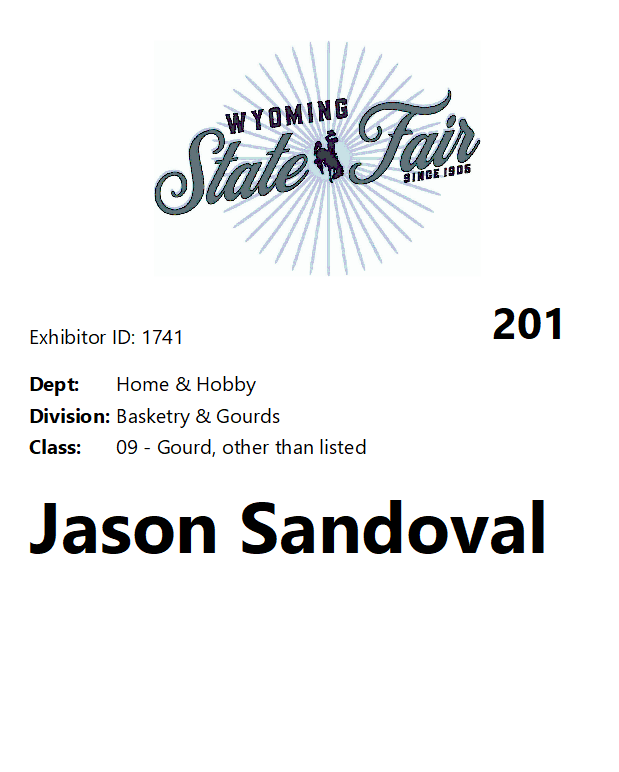 WYOMING
State Fair
SINCE 1905
201
Exhibitor ID: 1741
Dept: Home & Hobby
Division: Basketry & Gourds
Class: 09 - Gourd, other than listed
Jason Sandoval